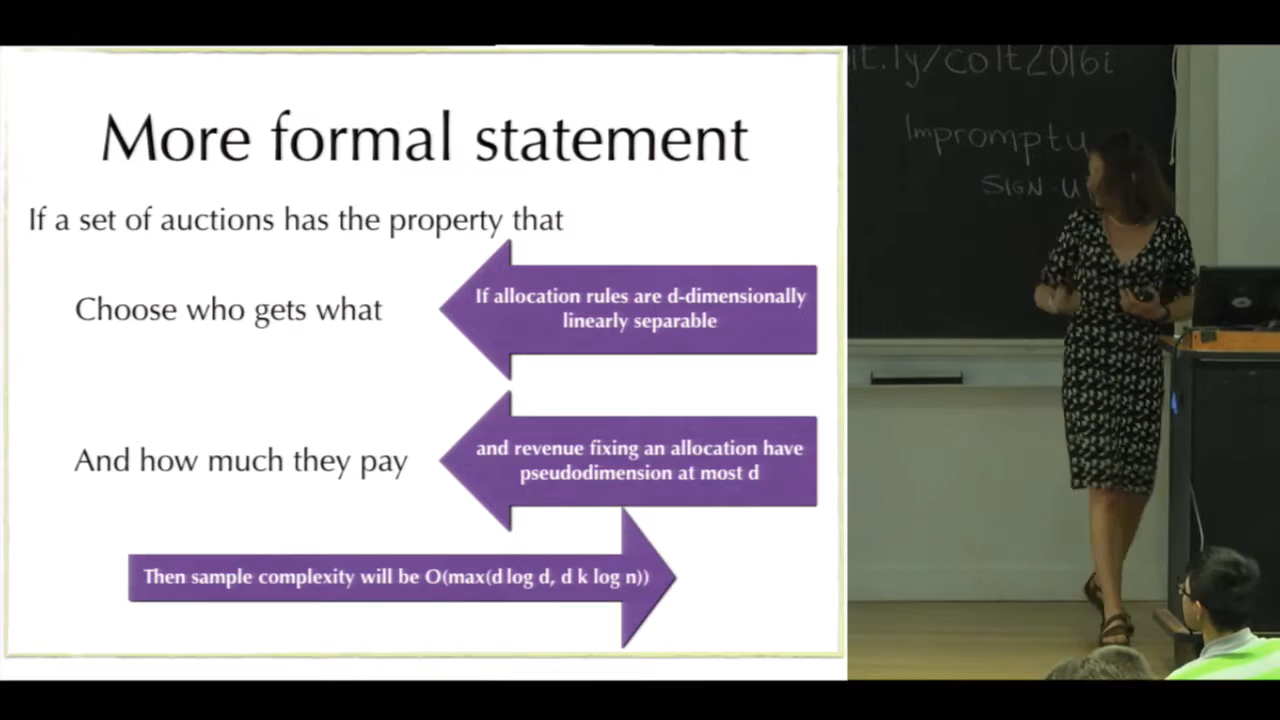 More formal statement
If a set of auctions has the property that
Choose who gets what
If allocation rules are d-dimensionally
linearly separable
And how much they pay
and revenue fixing an allocation have
pseudodimension at most d
Then sample complexity will be O(max(d log d, d k log n))
t.ly/colt2016i
Impromptu
SIGN-U